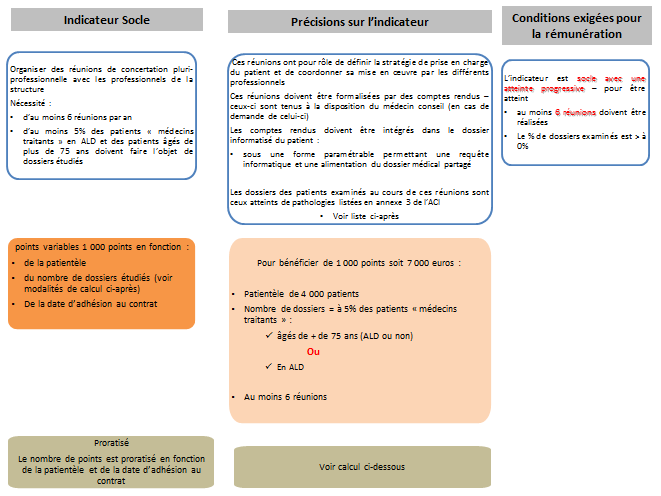 Indicateur Socle
Organiser des réunions de concertation pluri-
professionnelle avec les professionnels de la
structure
Nécessité :
• d'au moins 6 réunions par an
• d'au moins 5% des patients « médecins
traitants » en ALD et des patients âgés de
plus de 75 ans doivent faire l'objet de
dossiers étudiés
points variables 1 000 points en fonction :
• de la patientèle
• du nombre de dossiers étudiés (voir
modalités de calcul ci-après)
• De la date d'adhésion au contrat
Proratisé
Le nombre de points est proratisé en fonction
de la patientèle et de la date d'adhésion au
contrat
Précisions sur l'indicateur
Ces réunions ont pour rôle de définir la stratégie de prise en charge
du patient et de coordonner sa mise en œuvre par les différents
professionnels
Ces réunions doivent être formalisées par des comptes rendus –
ceux-ci sont tenus à la disposition du médecin conseil (en cas de
demande de celui-ci)
Les comptes rendus doivent être intégrés dans le dossier
informatisé du patient :
• sous une forme paramétrable permettant une requête
informatique et une alimentation du dossier médical partagé
Les dossiers des patients examinés au cours de ces réunions sont
ceux atteints de pathologies listées en annexe 3 de l'ACI
• Voir liste ci-après
Pour bénéficier de 1 000 points soit 7 000 euros :
• Patientèle de 4 000 patients
• Nombre de dossiers = à 5% des patients « médecins
traitants » :
✓ âgés de + de 75 ans (ALD ou non)
Ou
✓ En ALD
• Au moins 6 réunions
Voir calcul ci-dessous
Conditions exigées pour
la rémunération
L'indicateur est socle avec une
atteinte progressive – pour être
atteint
• au moins 6 réunions doivent être
réalisées
• Le % de dossiers examinés est > à
0%